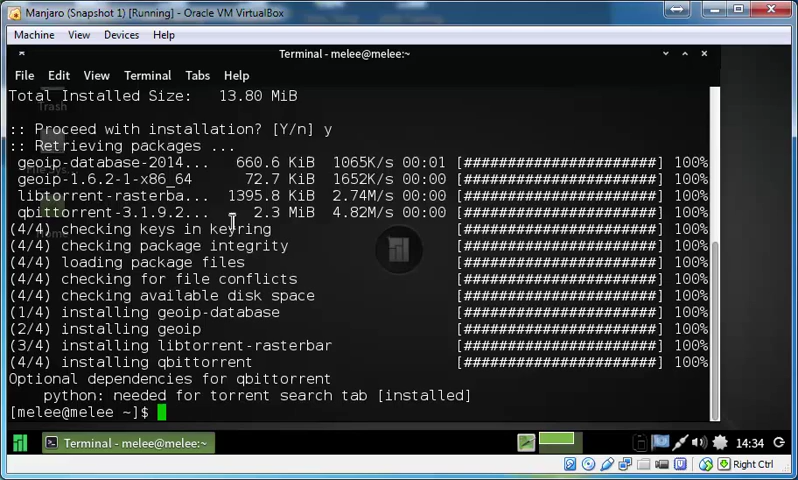 Manjaro (Snapshot 1) [Running] - Oracle VM VirtualBox
Machine View Devices Help
Terminal - melee@melee:~
File Edit View Terminal Tabs Help
Total Installed Size: 13.80 MiB
:: Proceed with installation? [Y/n] y
:: Retrieving packages ...
geoip-database-2014... 660.6 KiB 1065K/s 00:01 [######################] 100%
geoip-1.6.2-1-x86_64 72.7 KiB 1652K/s 00:00 [######################] 100%
libtorrent-rasterba... 1395.8 KiB 2.74M/s 00:00 [######################] 100%
qbittorrent-3.1.9.2... 2.3 MiB 4.82M/s 00:00 [######################] 100%
(4/4) checking keys in keyring [######################] 100%
(4/4) checking package integrity [######################] 100%
(4/4) loading package files [######################] 100%
(4/4) checking for file conflicts [######################] 100%
(4/4) checking available disk space [######################] 100%
(1/4) installing geoip-database [######################] 100%
(2/4) installing geoip [######################] 100%
(3/4) installing libtorrent-rasterbar [######################] 100%
(4/4) installing qbittorrent [######################] 100%
Optional dependencies for qbittorrent
python: needed for torrent search tab [installed]
[melee@melee ~]$
Terminal - melee@melee:~ 14:34
Right Ctrl